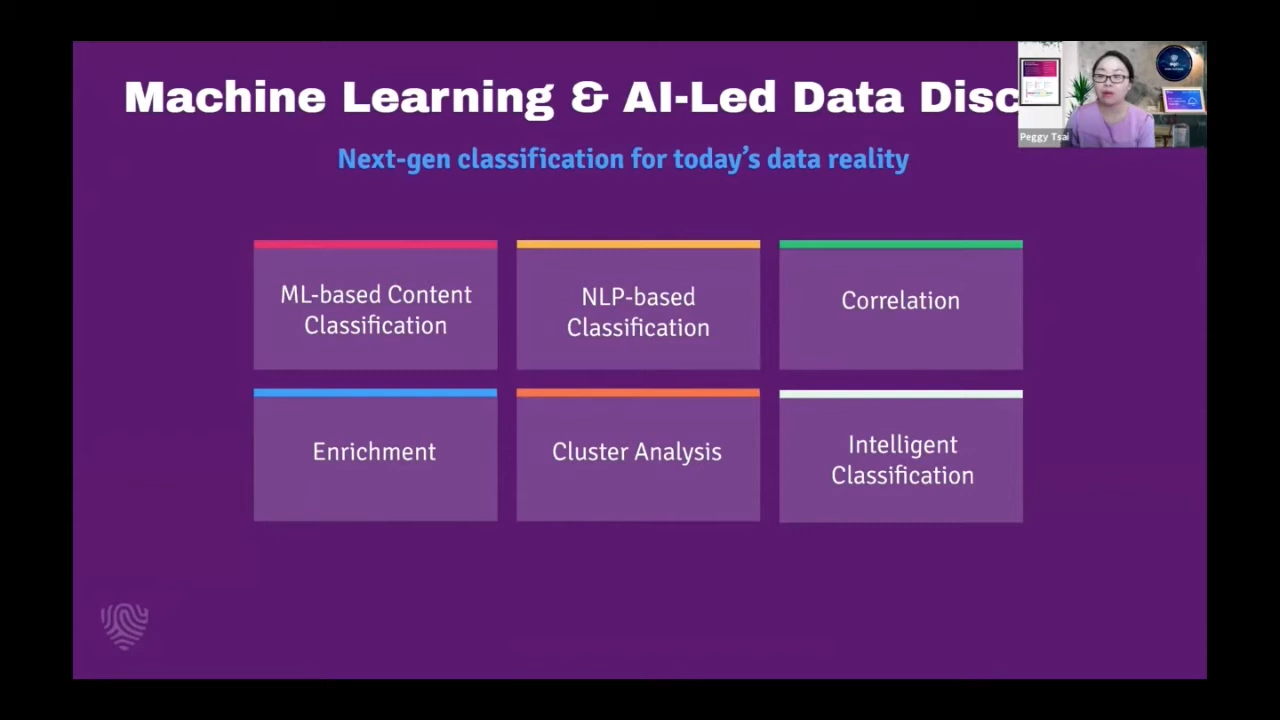 Machine Learning & AI-Led Data Disc
Next-gen classification for today's data reality
Peggy Tsai
ML-based Content
Classification
NLP-based
Classification
Correlation
Enrichment
Cluster Analysis
Intelligent
Classification